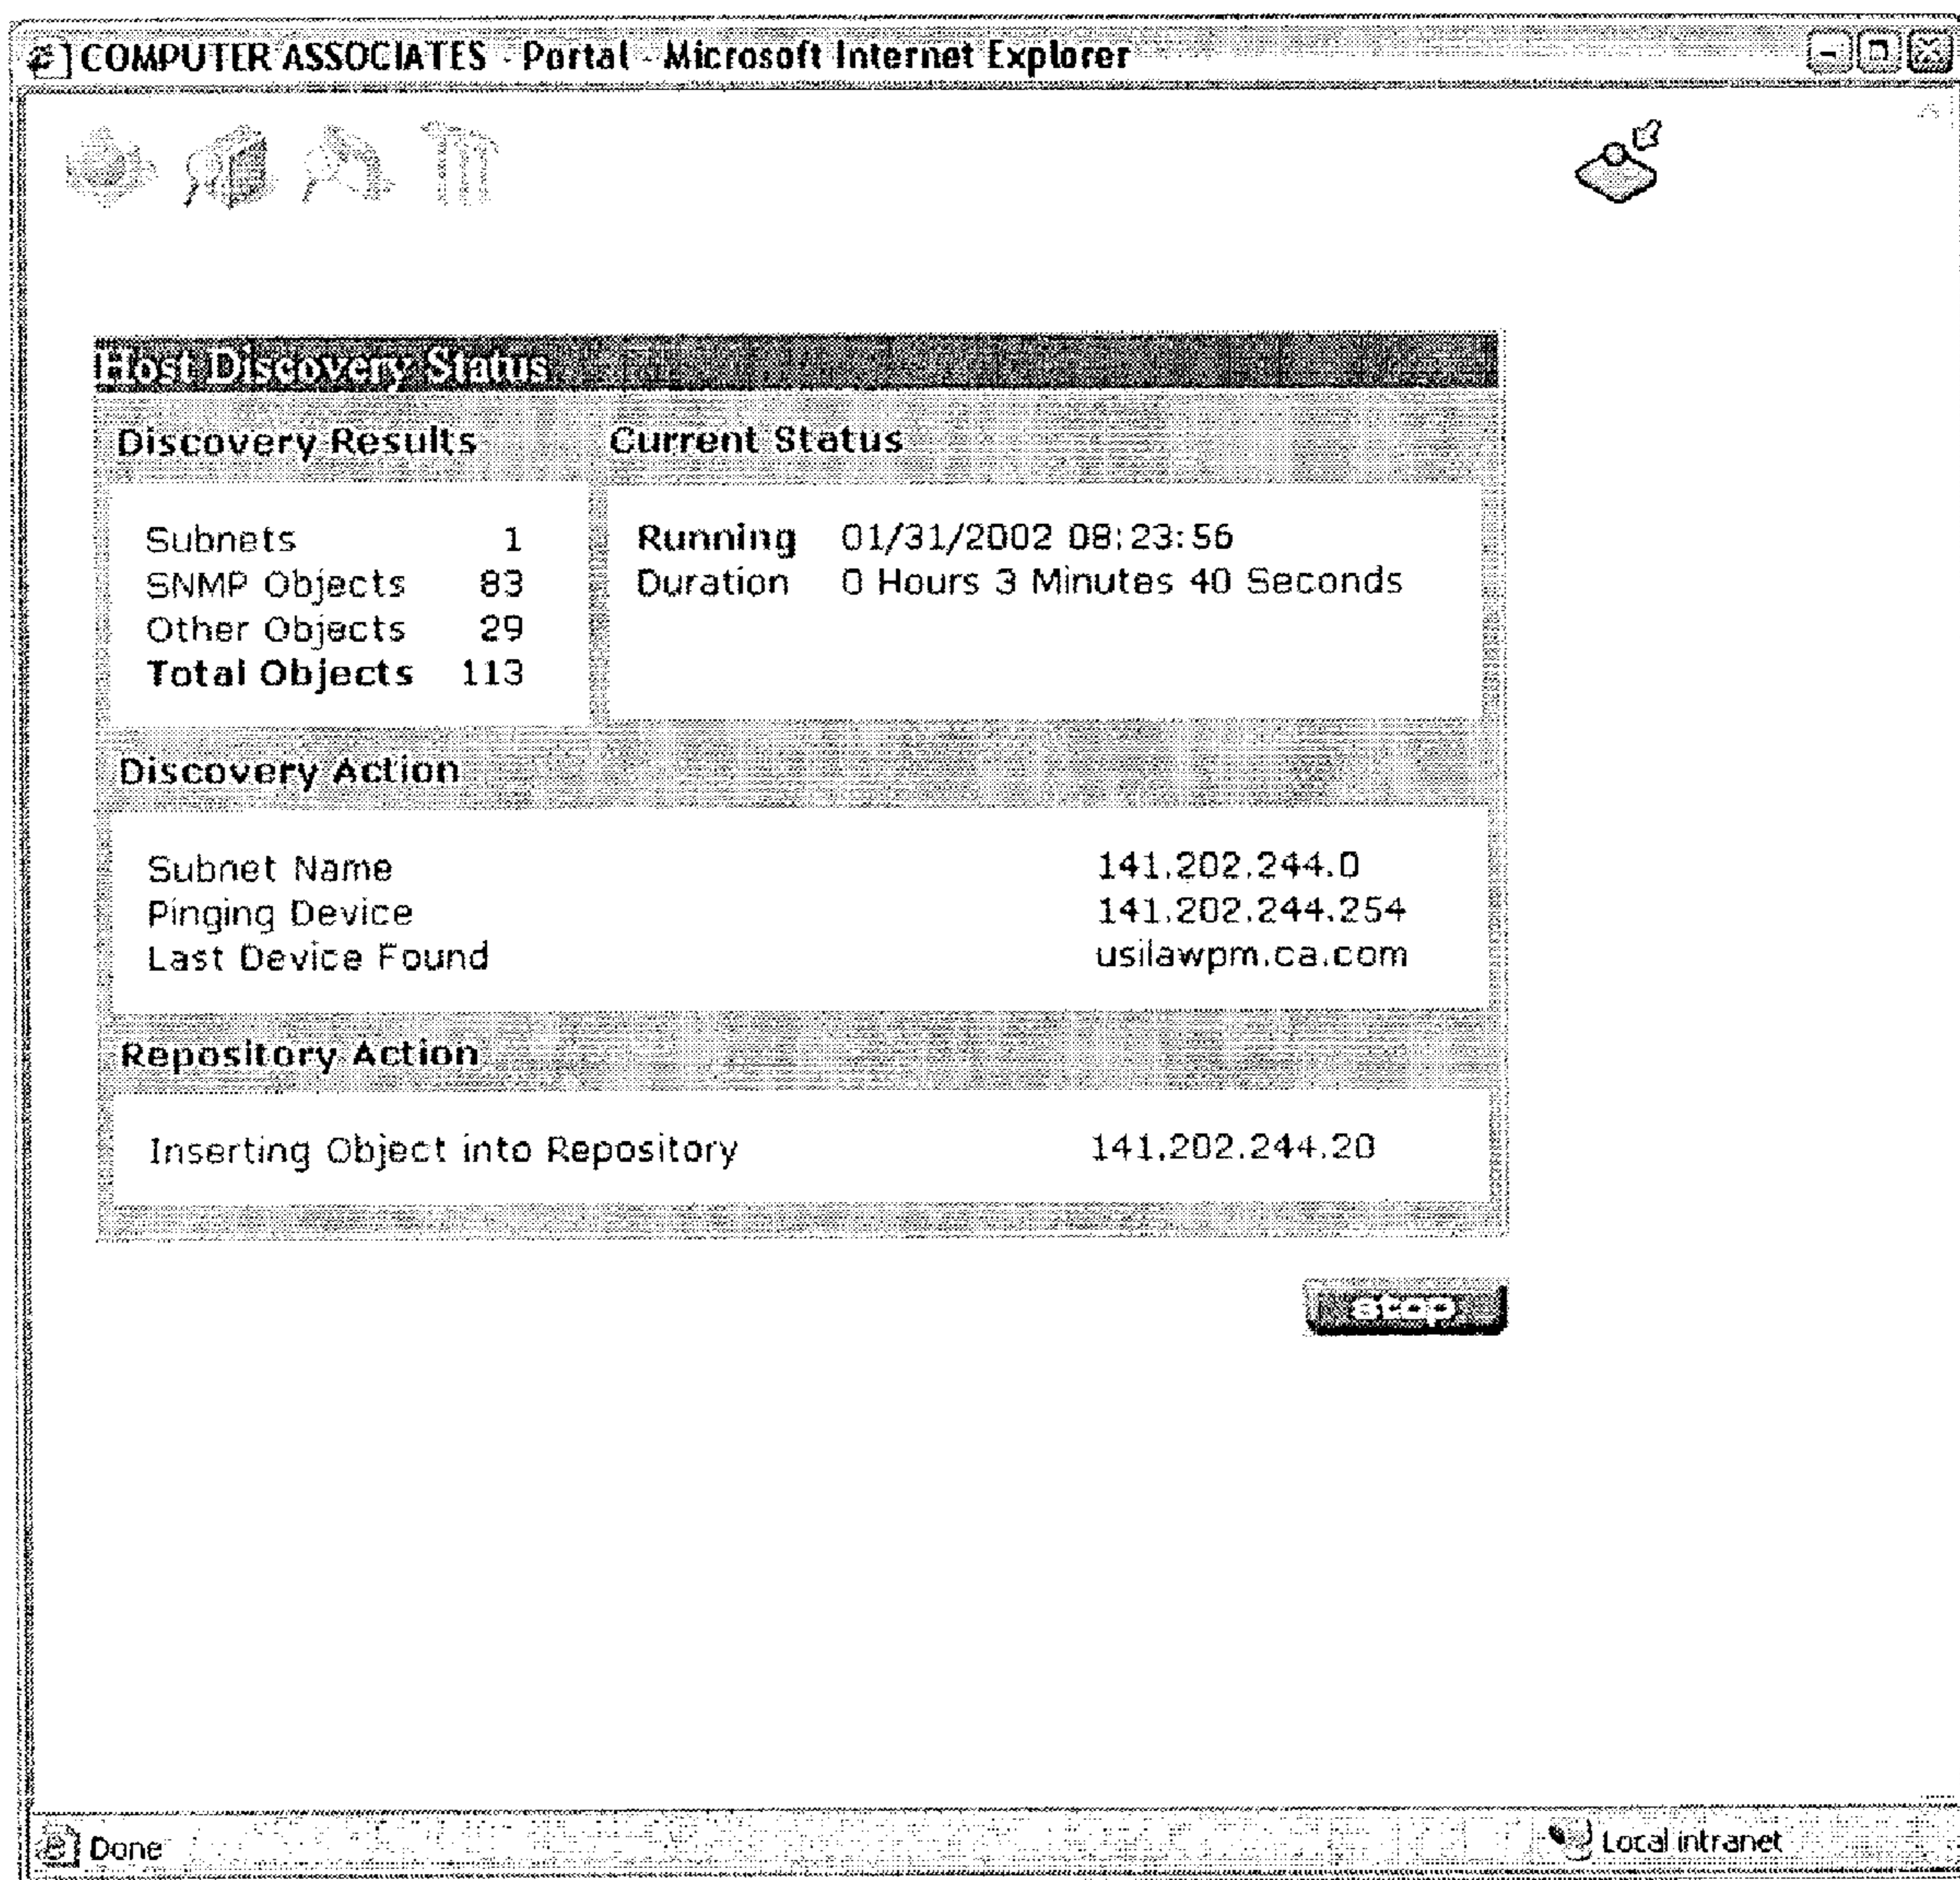 COMPUTER ASSOCIATES - Portal - Microsoft Internet Explorer
Host Discovery Status
Discovery Results
Current Status
Subnets 1
SNMP Objects 83
Other Objects 29
Total Objects 113
Running 01/31/2002 08:23:56
Duration 0 Hours 3 Minutes 40 Seconds
Discovery Action
Subnet Name 141.202.244.0
Pinging Device 141.202.244.254
Last Device Found usilawpm.ca.com
Repository Action
Inserting Object into Repository 141.202.244.20
stop
Done
Local intranet